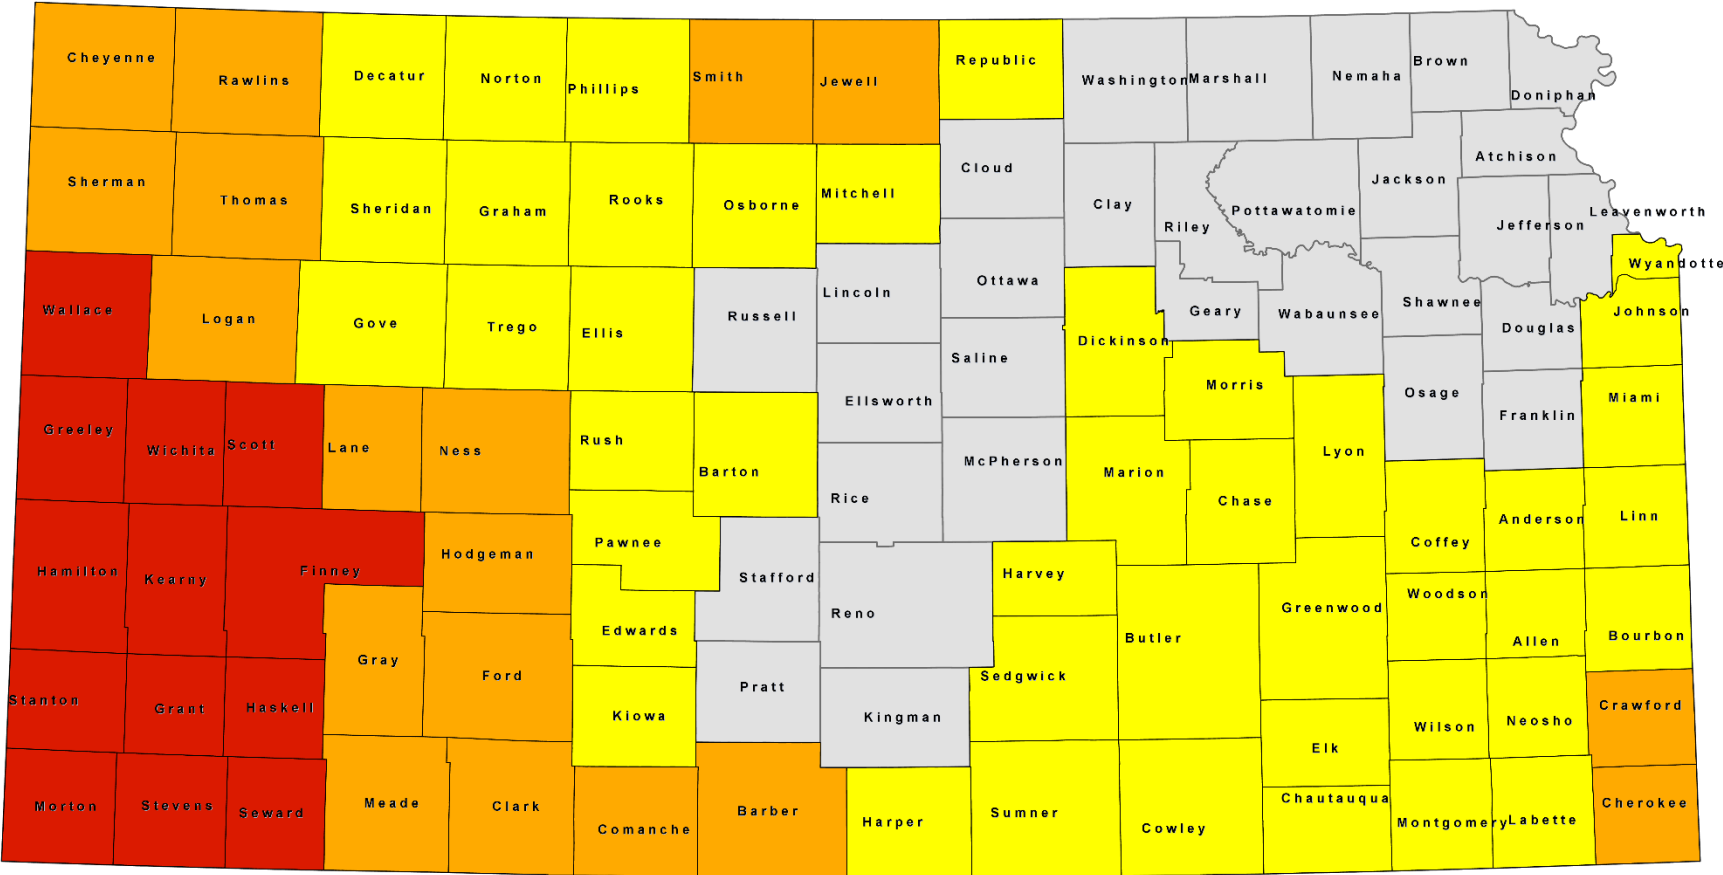 Cheyenne
Rawlins
Decatur
Norton
Phillips
Smith
Jewell
Republic
Washington
Marshall
Nemaha
Brown
Doniphan
Sherman
Thomas
Sheridan
Graham
Rooks
Osborne
Mitchell
Cloud
Clay
Riley
Pottawatomie
Jackson
Atchison
Jefferson
Leavenworth
Wyandotte
Wallace
Logan
Gove
Trego
Ellis
Russell
Lincoln
Ottawa
Saline
Dickinson
Geary
Wabaunsee
Shawnee
Douglas
Johnson
Greeley
Wichita
Scott
Lane
Ness
Rush
Barton
Ellsworth
Rice
McPherson
Marion
Morris
Chase
Lyon
Osage
Franklin
Miami
Hamilton
Kearny
Finney
Hodgeman
Pawnee
Stafford
Reno
Harvey
Butler
Greenwood
Coffey
Anderson
Linn
Woodson
Allen
Bourbon
Stanton
Grant
Haskell
Gray
Ford
Edwards
Kiowa
Pratt
Kingman
Sedgwick
Elk
Wilson
Neosho
Crawford
Morton
Stevens
Seward
Meade
Clark
Comanche
Barber
Harper
Sumner
Cowley
Chautauqua
Montgomery
Labette
Cherokee